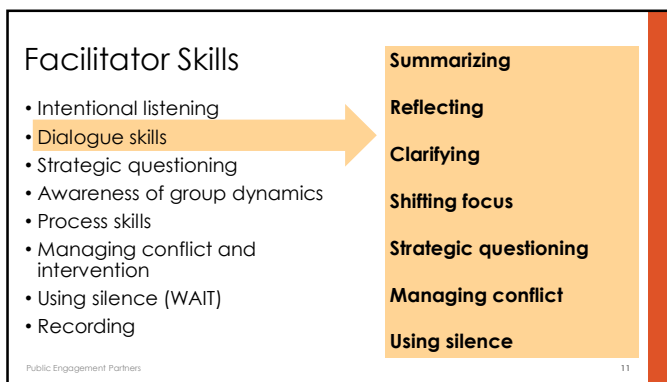 Facilitator Skills
• Intentional listening
• Dialogue skills
• Strategic questioning
• Awareness of group dynamics
• Process skills
• Managing conflict and
intervention
• Using silence (WAIT)
• Recording
Summarizing
Reflecting
Clarifying
Shifting focus
Strategic questioning
Managing conflict
Using silence
Public Engagement Partners
11